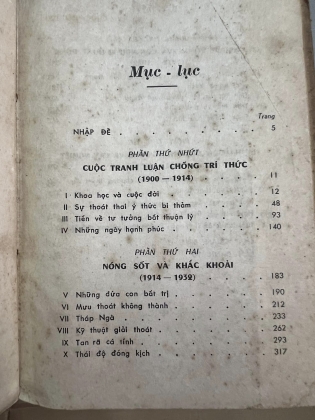 Mục - lục
Trang
NHẬP ĐỀ . . . . . . . . 5
PHẦN THỨ NHỨT
CUỘC TRANH LUẬN CHỐNG TRÍ THỨC
(1900 – 1914) . . . . 11
I Khoa học và cuộc đời . . . . . 12
II Sự thoát thai ý thức bi thảm . . . . 48
III Tiến về tư tưởng bất thuận lý . . . . 93
IV Những ngày hạnh phúc . . . . . 140
PHẦN THỨ HAI
NÓNG SỐT VÀ KHẮC KHOẢI
(1914 – 1932) . . . . 183
V Những đứa con bất trị . . . . . 190
VI Mưu thoát không thành . . . . . 212
VII Tháp Ngà . . . . . . . 233
VIII Kỹ thuật giải thoát . . . . . 262
IX Tan rã cá tính . . . . . . 293
X Thái độ đóng kịch . . . . . . 317